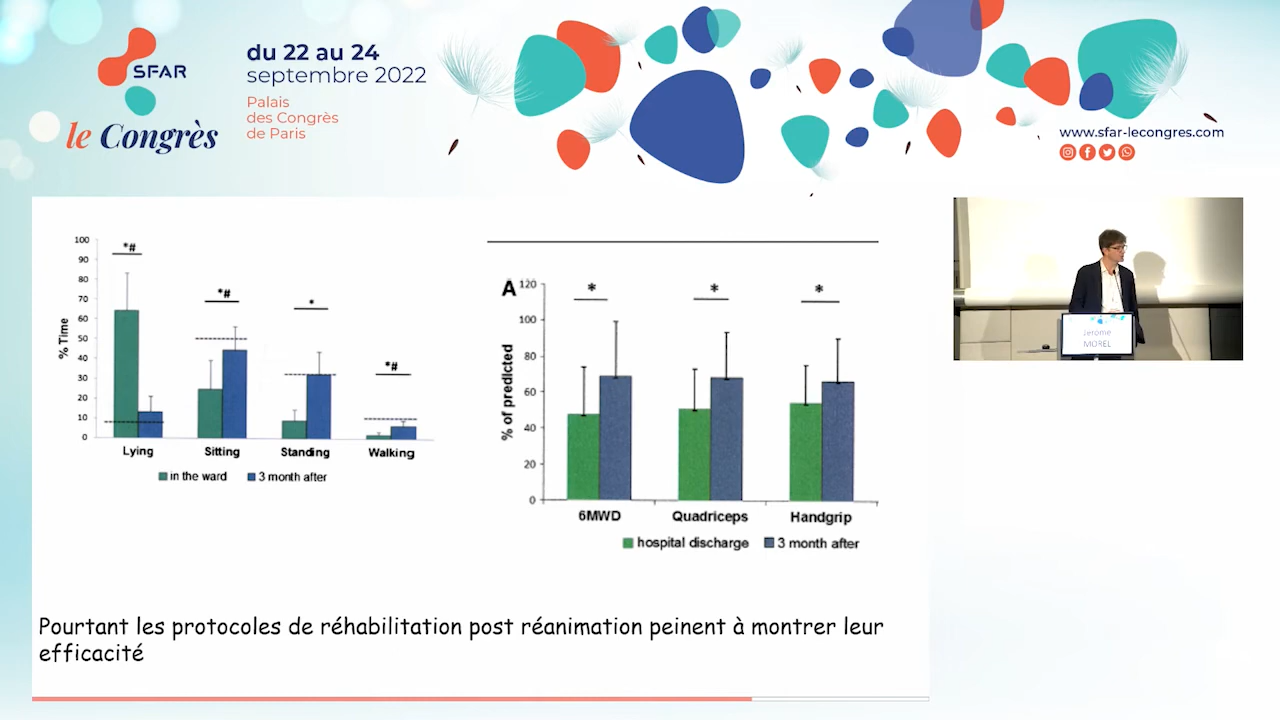 SFAR
le Congrès
du 22 au 24
septembre 2022
Palais
des Congrès
de Paris
www.sfar-lecongres.com
100
90
80
70
60
50
40
30
20
10
0
% Time
*#
*#
*
*#
Lying Sitting Standing Walking
in the ward 3 month after
A
120
100
80
60
40
20
0
% of predicted
* * *
6MWD Quadriceps Handgrip
hospital discharge 3 month after
Jérome
MOREL
Pourtant les protocoles de réhabilitation post réanimation peinent à montrer leur
efficacité